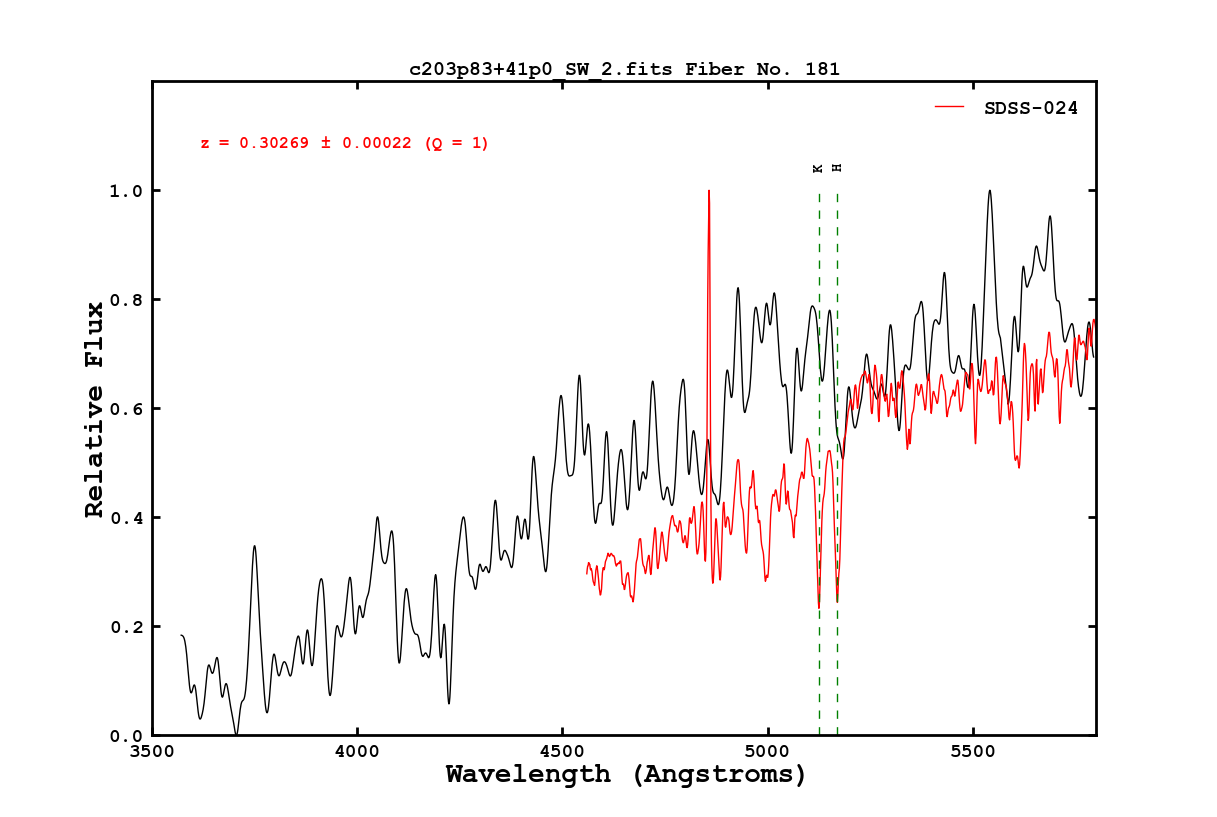 c203p83+41p0_SW_2.fits Fiber No. 181
SDSS-024
z = 0.30269 ± 0.00022 (Q = 1)
K H
1.0
0.8
0.6
0.4
0.2
0.0
Relative Flux
3500 4000 4500 5000 5500
Wavelength (Angstroms)